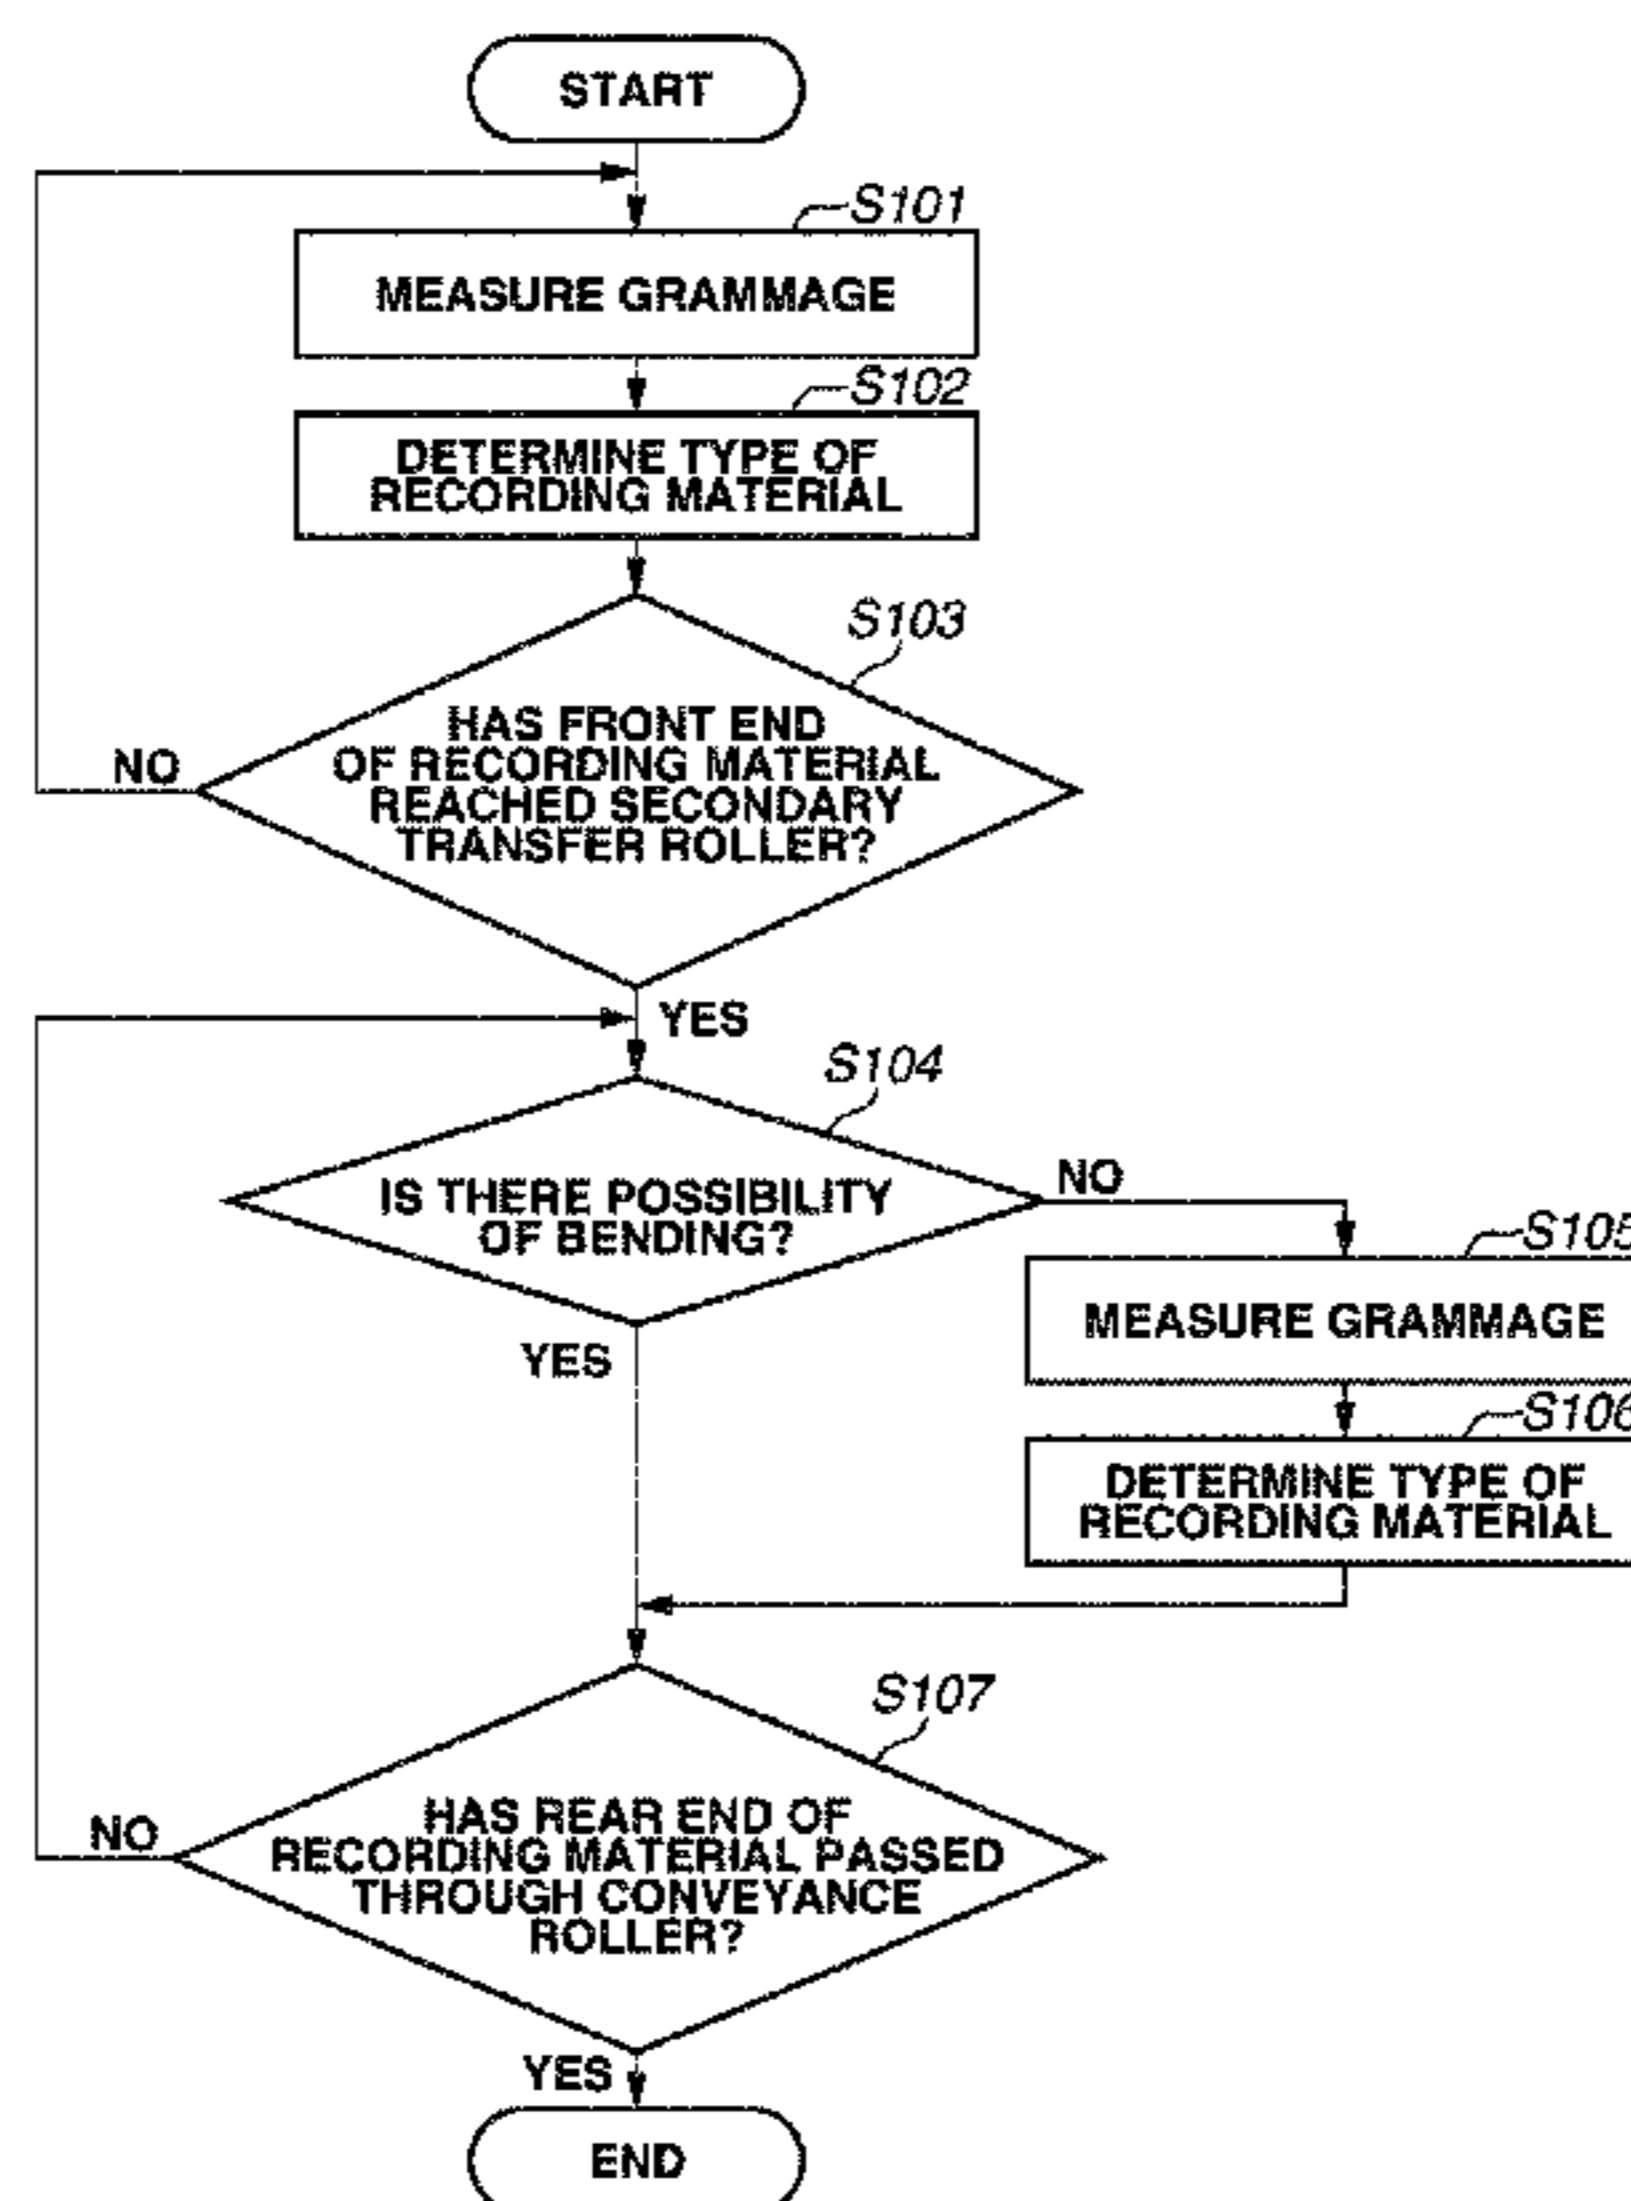 START
S101
MEASURE GRAMMAGE
S102
DETERMINE TYPE OF
RECORDING MATERIAL
S103
HAS FRONT END
OF RECORDING MATERIAL
REACHED SECONDARY
TRANSFER ROLLER?
NO
YES
S104
IS THERE POSSIBILITY
OF BENDING?
NO
YES
S105
MEASURE GRAMMAGE
S106
DETERMINE TYPE OF
RECORDING MATERIAL
S107
HAS REAR END OF
RECORDING MATERIAL PASSED
THROUGH CONVEYANCE
ROLLER?
NO
YES
END